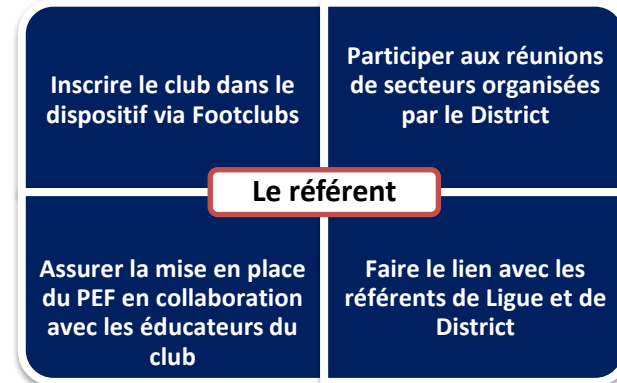 Inscrire le club dans le
dispositif via Footclubs
Participer aux réunions
de secteurs organisées
par le District
Le référent
Assurer la mise en place
du PEF en collaboration
avec les éducateurs du
club
Faire le lien avec les
référents de Ligue et de
District